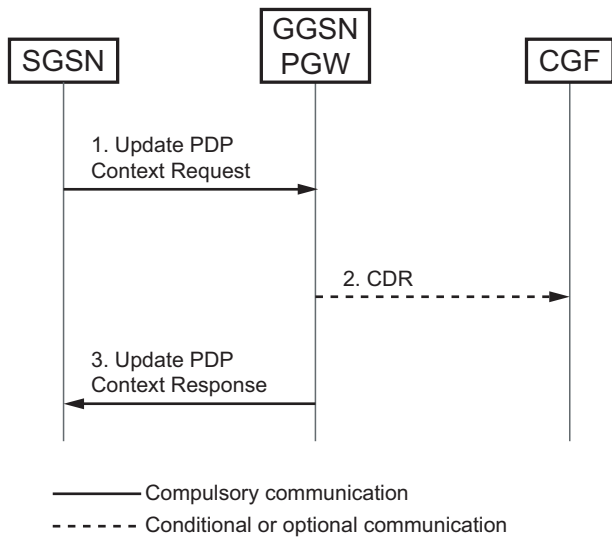 SGSN
GGSN
PGW
CGF
1. Update PDP
Context Request
2. CDR
3. Update PDP
Context Response
Compulsory communication
Conditional or optional communication